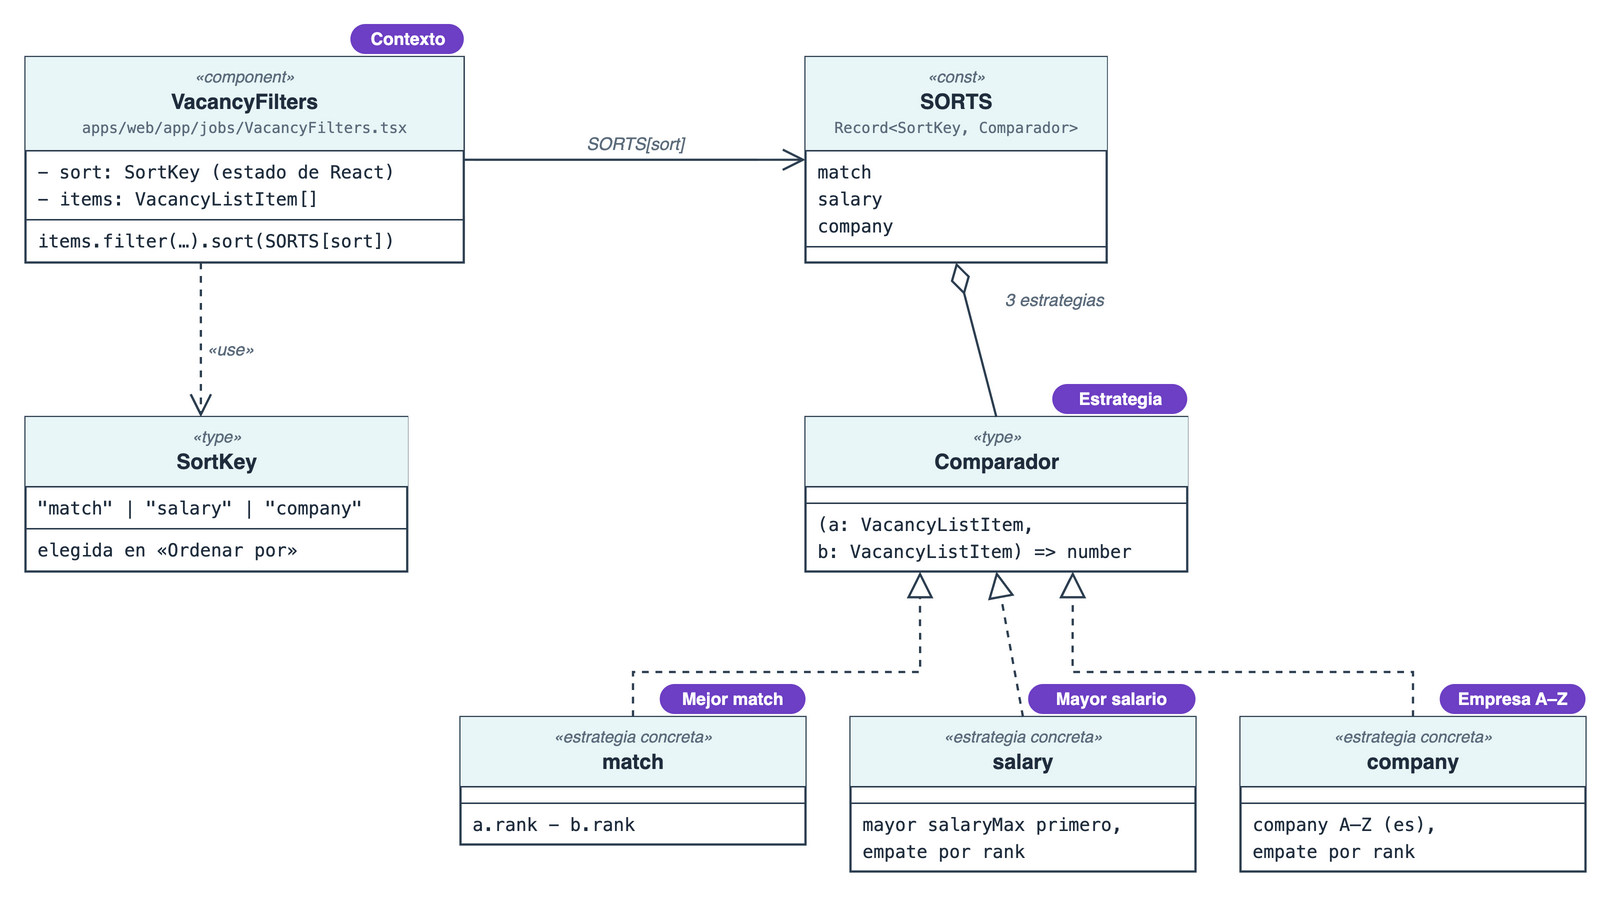 Contexto
«component»
VacancyFilters
apps/web/app/jobs/VacancyFilters.tsx
− sort: SortKey (estado de React)
− items: VacancyListItem[]
items.filter(…).sort(SORTS[sort])
SORTS[sort]
«const»
SORTS
Record<SortKey, Comparador>
match
salary
company
3 estrategias
«use»
«type»
SortKey
"match" | "salary" | "company"
elegida en «Ordenar por»
Estrategia
«type»
Comparador
(a: VacancyListItem,
b: VacancyListItem) => number
Mejor match
«estrategia concreta»
match
a.rank − b.rank
Mayor salario
«estrategia concreta»
salary
mayor salaryMax primero,
empate por rank
Empresa A–Z
«estrategia concreta»
company
company A–Z (es),
empate por rank